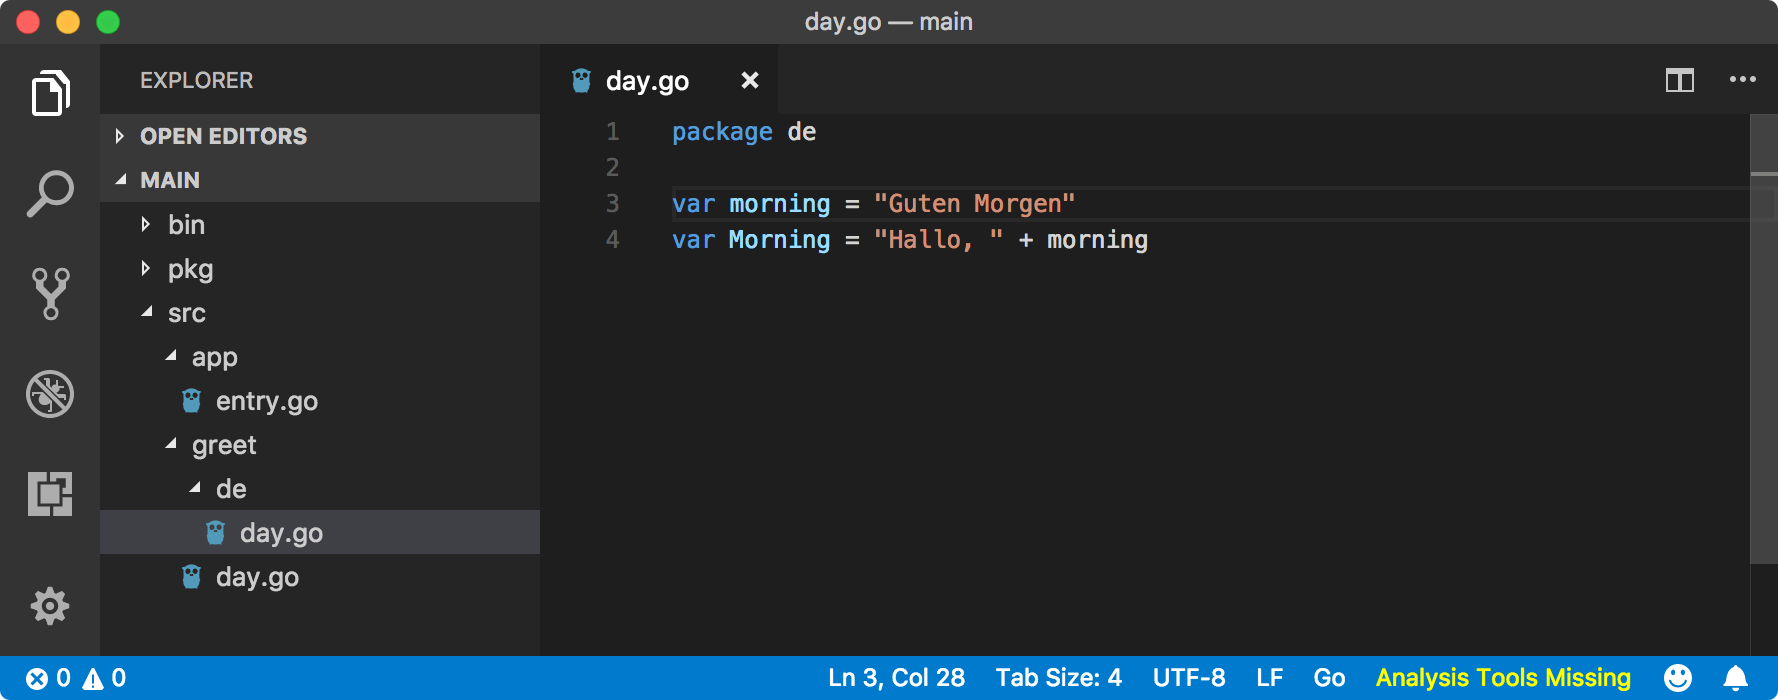 day.go — main
EXPLORER
OPEN EDITORS
MAIN
bin
pkg
src
app
entry.go
greet
de
day.go
day.go
day.go
1 package de
2
3 var morning = "Guten Morgen"
4 var Morning = "Hallo, " + morning
0 0 Ln 3, Col 28 Tab Size: 4 UTF-8 LF Go Analysis Tools Missing